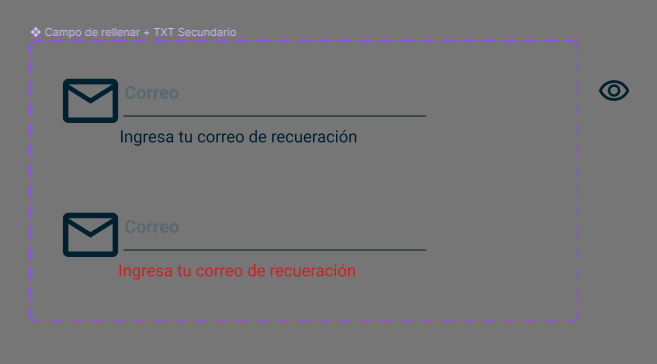 Campo de rellenar + TXT Secundario
Correo
Ingresa tu correo de recueración
Correo
Ingresa tu correo de recueración